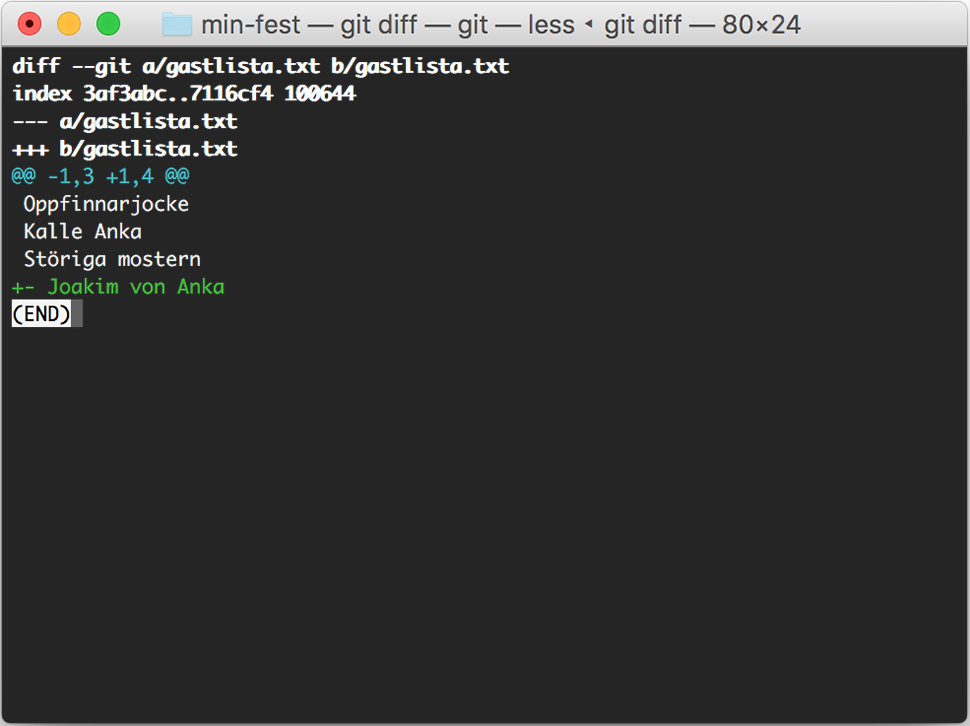 min-fest — git diff — git — less ◂ git diff — 80×24
diff --git a/gastlista.txt b/gastlista.txt
index 3af3abc..7116cf4 100644
--- a/gastlista.txt
+++ b/gastlista.txt
@@ -1,3 +1,4 @@
 Oppfinnarjocke
 Kalle Anka
 Störiga mostern
+- Joakim von Anka
(END)